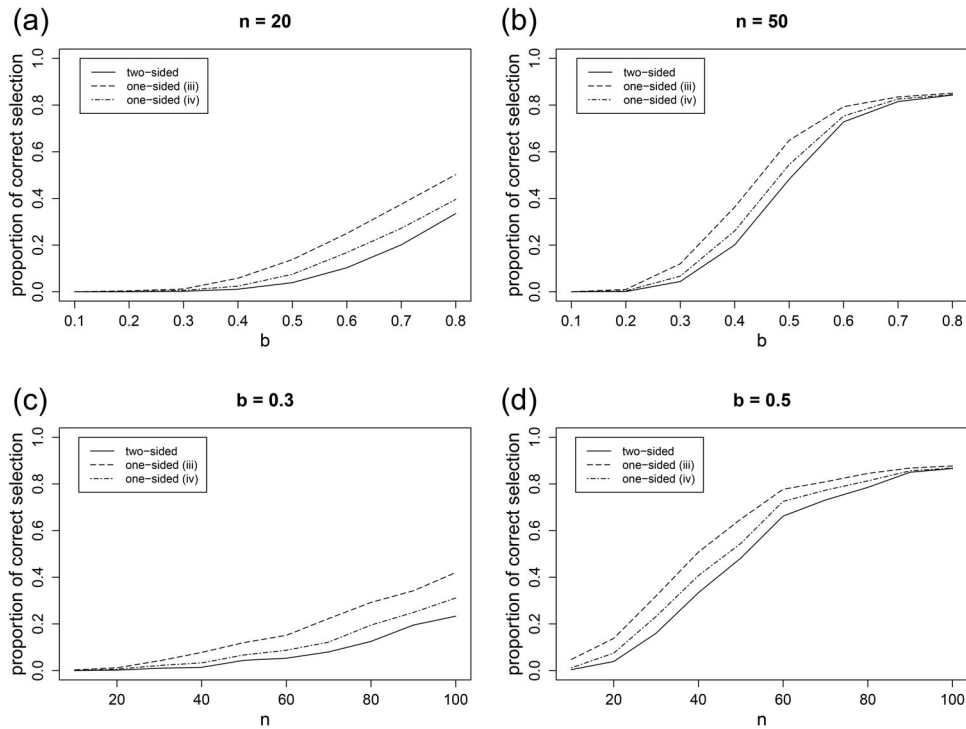 (a)
n = 20
proportion of correct selection
1.0
0.8
0.6
0.4
0.2
0.0
two−sided
one−sided (iii)
one−sided (iv)
0.1 0.2 0.3 0.4 0.5 0.6 0.7 0.8
b
(b)
n = 50
proportion of correct selection
1.0
0.8
0.6
0.4
0.2
0.0
two−sided
one−sided (iii)
one−sided (iv)
0.1 0.2 0.3 0.4 0.5 0.6 0.7 0.8
b
(c)
b = 0.3
proportion of correct selection
1.0
0.8
0.6
0.4
0.2
0.0
two−sided
one−sided (iii)
one−sided (iv)
20 40 60 80 100
n
(d)
b = 0.5
proportion of correct selection
1.0
0.8
0.6
0.4
0.2
0.0
two−sided
one−sided (iii)
one−sided (iv)
20 40 60 80 100
n